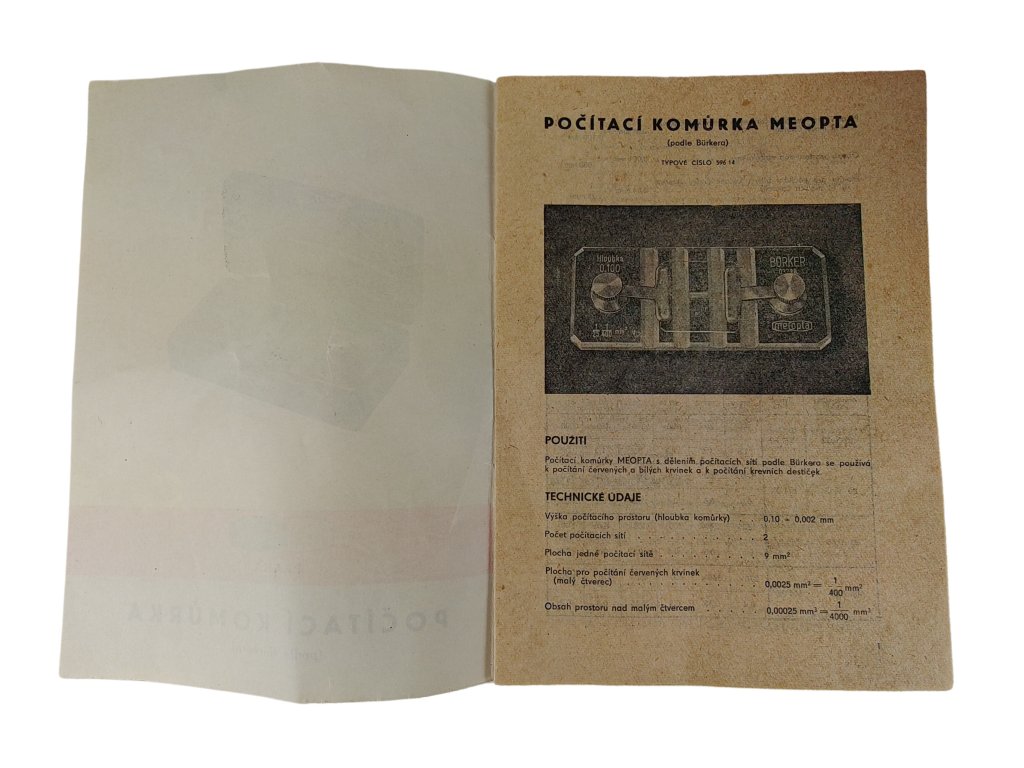 POČÍTACÍ KOMŮRKA MEOPTA
(podle Bürkera)
TYPOVÉ ČÍSLO 596 14
Hloubka
0,100
BÜRKER
meopta
POUŽITÍ
Počítací komůrky MEOPTA s dělením počítacích sítí podle Bürkera se používá
k počítání červených a bílých krvinek a k počítání krevních destiček.
TECHNICKÉ ÚDAJE
Výška počítacího prostoru (hloubka komůrky) . . 0,10 ± 0,002 mm
Počet počítacích sítí . . . . . . . . . . . . 2
Plocha jedné počítací sítě . . . . . . . . . . 9 mm²
Plocha pro počítání červených krvinek
(malý čtverec) . . . . . . . . . . . . 0,0025 mm² = 1/400 mm²
Obsah prostoru nad malým čtvercem . . . . . 0,00025 mm³ = 1/4000 mm³
1
POČÍTACÍ KOMŮRKA